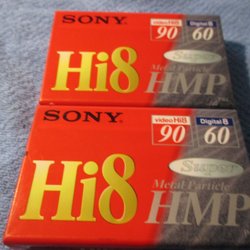 SONY
video Hi8 Digital 8
90 60
Hi8
Super
Metal Particle
HMP
SONY
video Hi8 Digital 8
90 60
Hi8
Super
Metal Particle
HMP